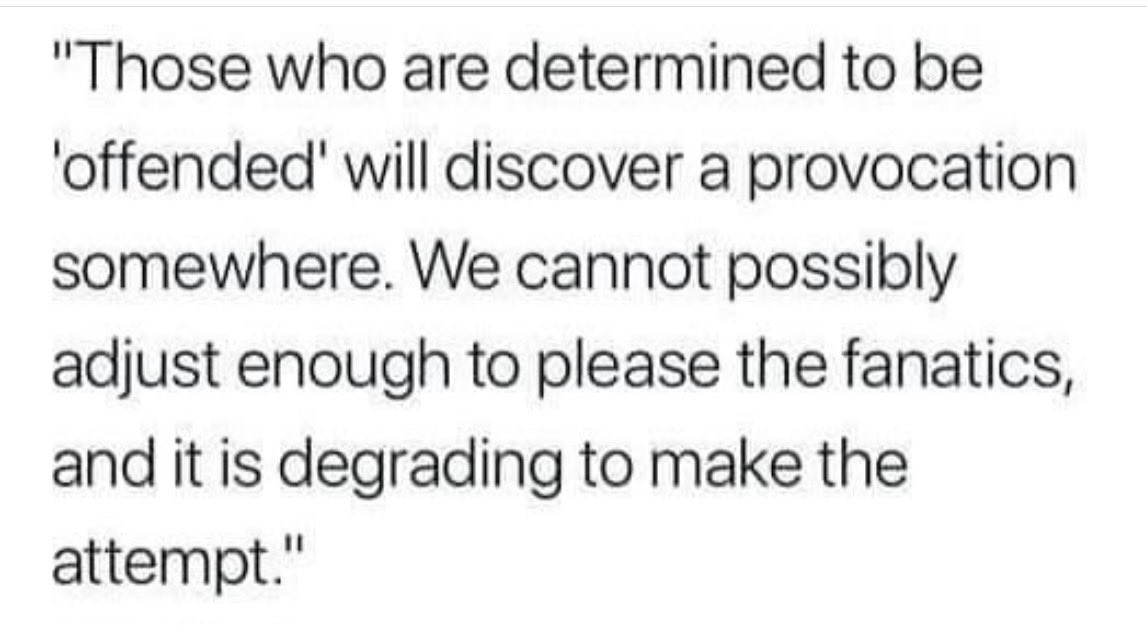 "Those who are determined to be
'offended' will discover a provocation
somewhere. We cannot possibly
adjust enough to please the fanatics,
and it is degrading to make the
attempt."